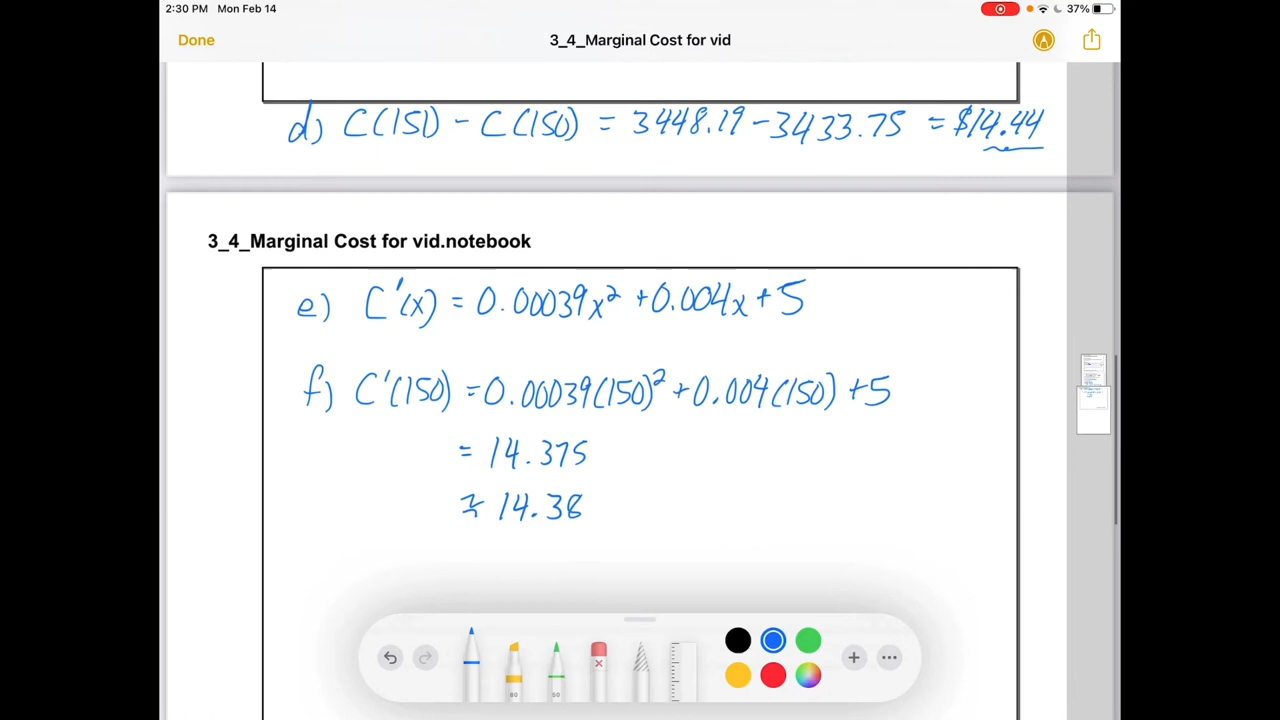 2:30 PM Mon Feb 14 37%
Done 3_4_Marginal Cost for vid
d) C(151) - C(150) = 3448.19 - 3433.75 = $14.44
3_4_Marginal Cost for vid.notebook
e) C'(x) = 0.00039x² + 0.004x + 5
f) C'(150) = 0.00039(150)² + 0.004(150) + 5
= 14.375
≈ 14.38
80 50